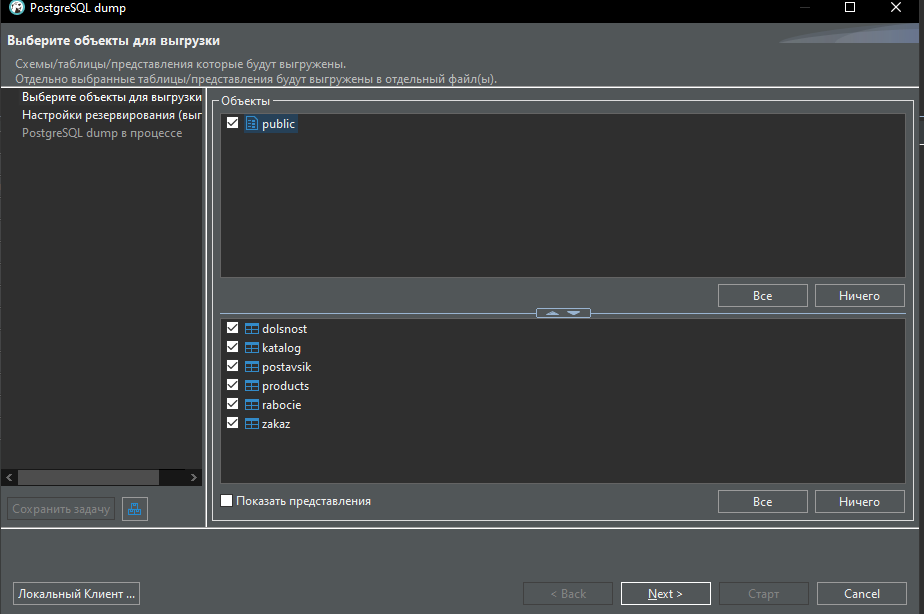 PostgreSQL dump
Выберите объекты для выгрузки
Схемы/таблицы/представления которые будут выгружены.
Отдельно выбранные таблицы/представления будут выгружены в отдельный файл(ы).
Выберите объекты для выгрузки
Настройки резервирования (выг
PostgreSQL dump в процессе
Объекты
public
Все
Ничего
dolsnost
katalog
postavsik
products
rabocie
zakaz
Показать представления
Все
Ничего
Сохранить задачу
Локальный Клиент ...
< Back
Next >
Старт
Cancel